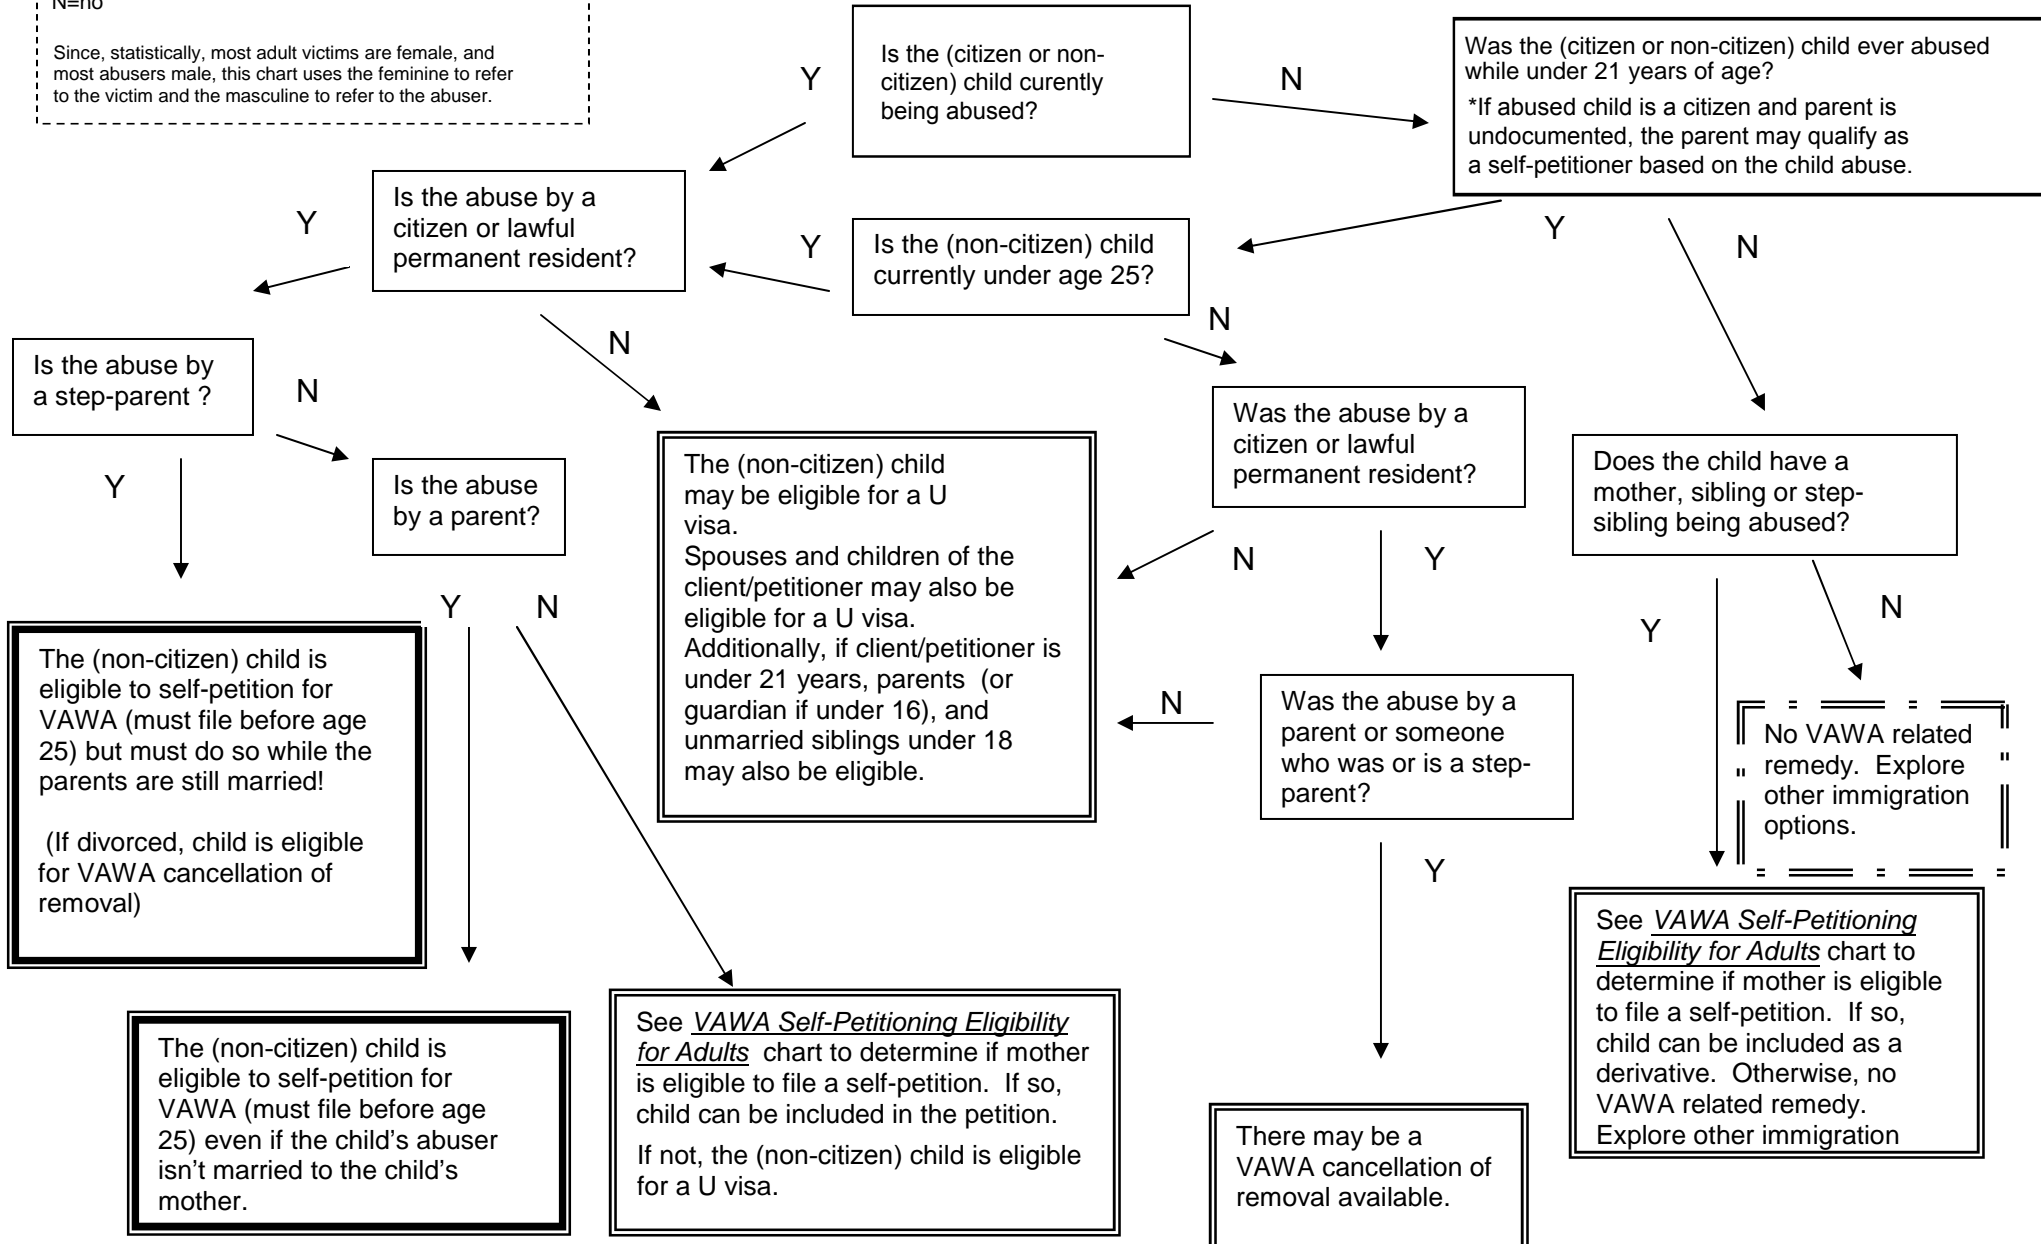 N=no
Since, statistically, most adult victims are female, and
most abusers male, this chart uses the feminine to refer
to the victim and the masculine to refer to the abuser.
Is the (citizen or non-
citizen) child curently
being abused?
Y
N
Was the (citizen or non-citizen) child ever abused
while under 21 years of age?
*If abused child is a citizen and parent is
undocumented, the parent may qualify as
a self-petitioner based on the child abuse.
Is the abuse by a
citizen or lawful
permanent resident?
Y
N
Is the (non-citizen) child
currently under age 25?
Y
N
Y
N
Is the abuse by
a step-parent ?
N
Y
Is the abuse
by a parent?
Y
N
The (non-citizen) child
may be eligible for a U
visa.
Spouses and children of the
client/petitioner may also be
eligible for a U visa.
Additionally, if client/petitioner is
under 21 years, parents (or
guardian if under 16), and
unmarried siblings under 18
may also be eligible.
Was the abuse by a
citizen or lawful
permanent resident?
N
Y
Does the child have a
mother, sibling or step-
sibling being abused?
Y
N
The (non-citizen) child is
eligible to self-petition for
VAWA (must file before age
25) but must do so while the
parents are still married!
(If divorced, child is eligible
for VAWA cancellation of
removal)
Was the abuse by a
parent or someone
who was or is a step-
parent?
N
Y
No VAWA related
remedy. Explore
other immigration
options.
The (non-citizen) child is
eligible to self-petition for
VAWA (must file before age
25) even if the child's abuser
isn't married to the child's
mother.
See VAWA Self-Petitioning Eligibility
for Adults chart to determine if mother
is eligible to file a self-petition. If so,
child can be included in the petition.
If not, the (non-citizen) child is eligible
for a U visa.
There may be a
VAWA cancellation of
removal available.
See VAWA Self-Petitioning
Eligibility for Adults chart to
determine if mother is eligible
to file a self-petition. If so,
child can be included as a
derivative. Otherwise, no
VAWA related remedy.
Explore other immigration